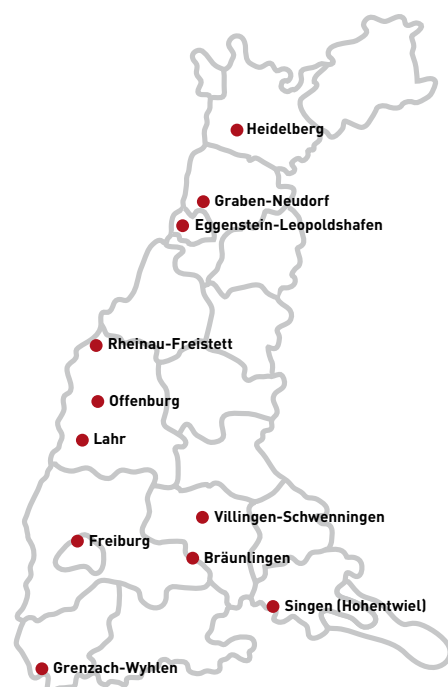 Heidelberg
Graben-Neudorf
Eggenstein-Leopoldshafen
Rheinau-Freistett
Offenburg
Lahr
Villingen-Schwenningen
Freiburg
Bräunlingen
Singen (Hohentwiel)
Grenzach-Wyhlen